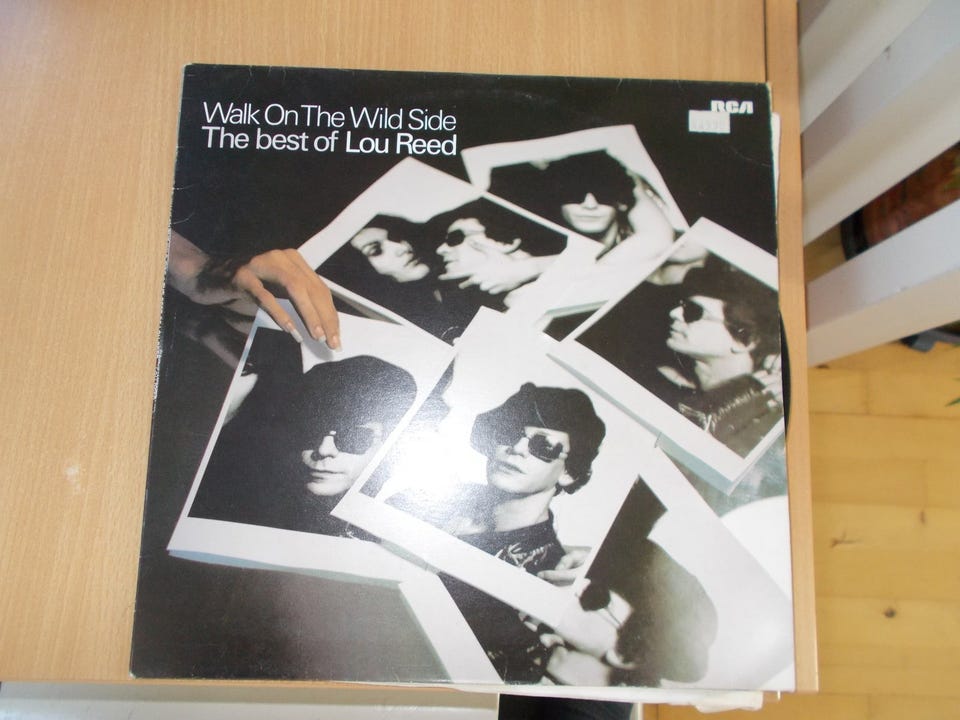 Walk On The Wild Side
The best of Lou Reed
RCA